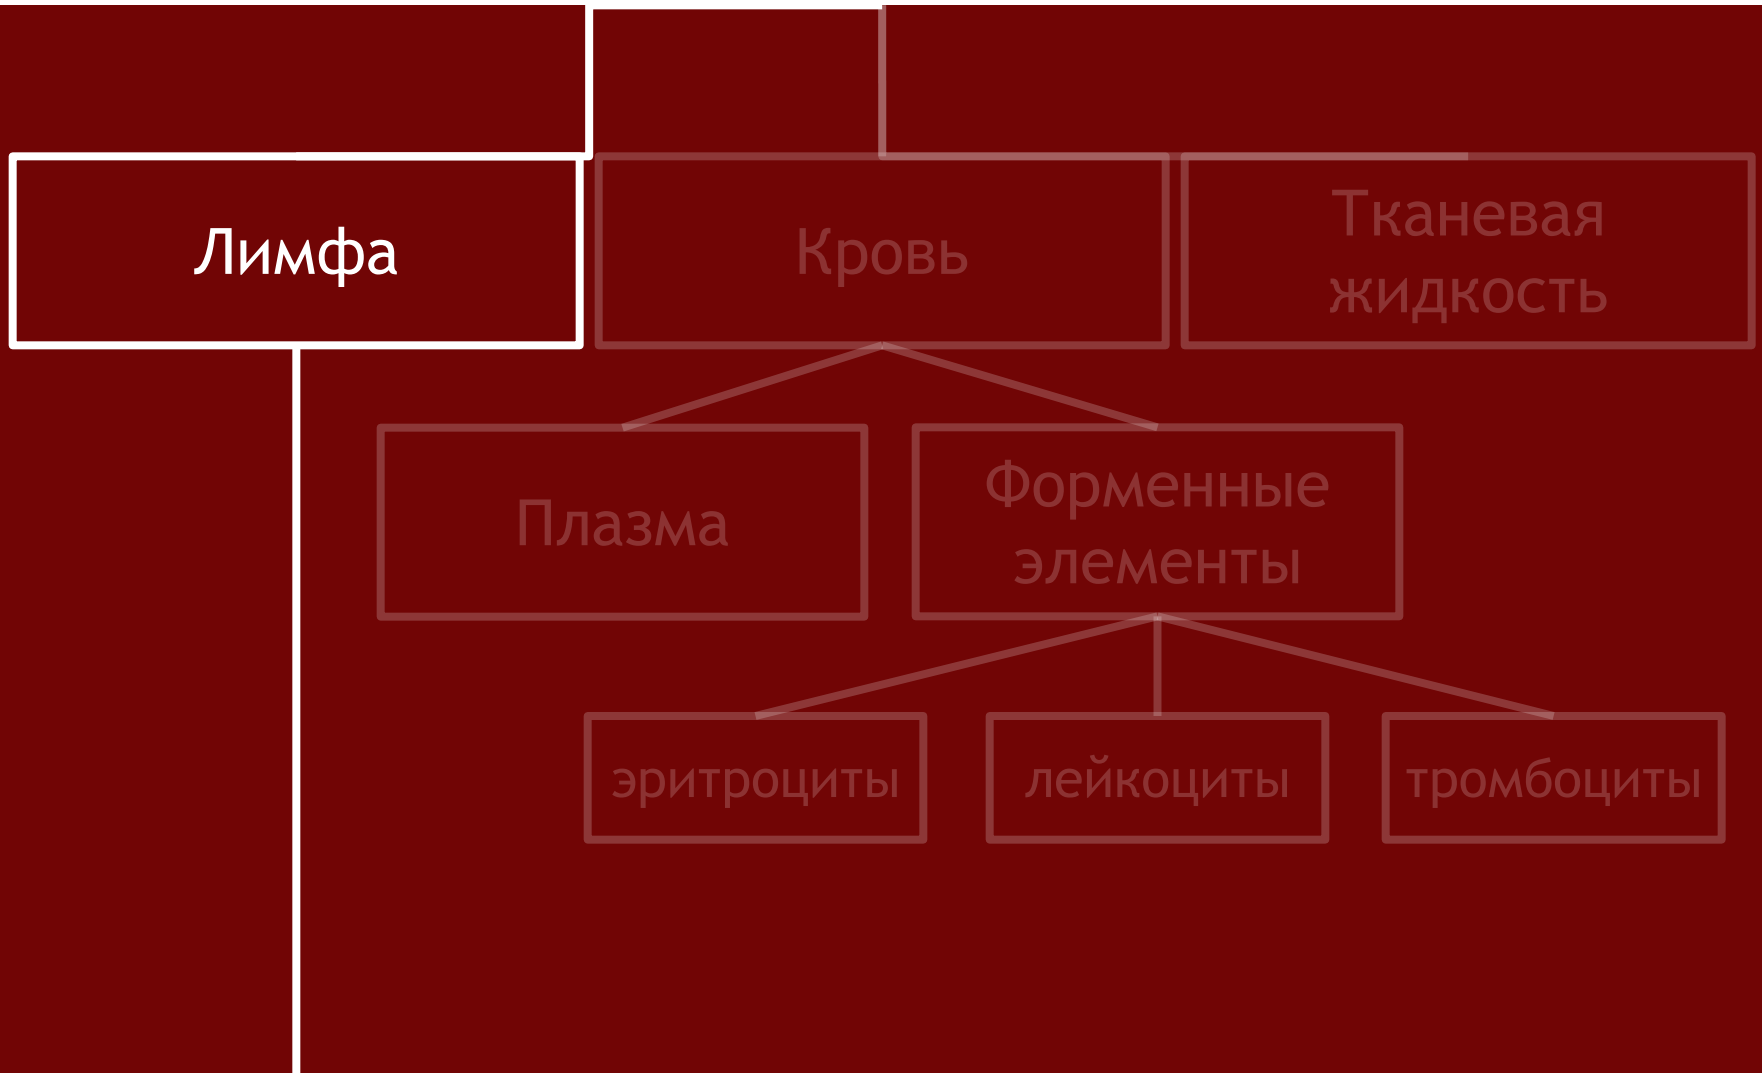 Лимфа
Кровь
Тканевая
жидкость
Плазма
Форменные
элементы
эритроциты
лейкоциты
тромбоциты